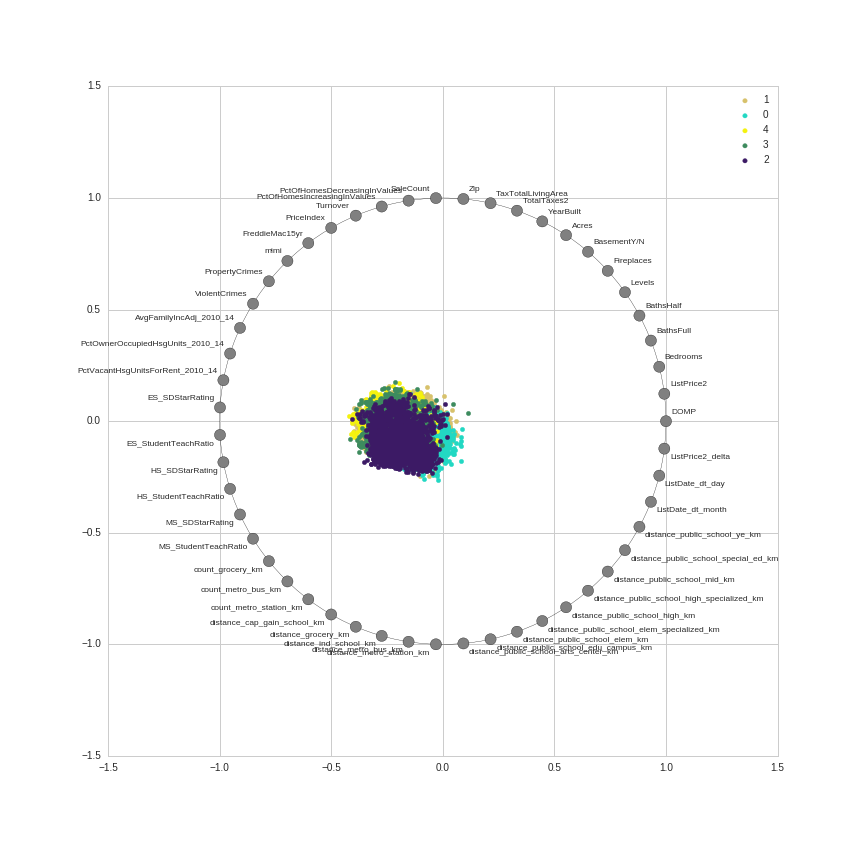 1.5
1
0
4
3
2
1.0
SaleCount
Zip
PctOfHomesDecreasingInValues
TaxTotalLivingArea
PctOfHomesIncreasingInValues
TotalTaxes2
Turnover
YearBuilt
PriceIndex
Acres
FreddieMac15yr
BasementY/N
mmi
Fireplaces
PropertyCrimes
Levels
ViolentCrimes
BathsHalf
0.5
AvgFamilyIncAdj_2010_14
BathsFull
PctOwnerOccupiedHsgUnits_2010_14
Bedrooms
PctVacantHsgUnitsForRent_2010_14
ListPrice2
ES_SDStarRating
DOMP
0.0
ES_StudentTeachRatio
ListPrice2_delta
HS_SDStarRating
ListDate_dt_day
HS_StudentTeachRatio
ListDate_dt_month
MS_SDStarRating
distance_public_school_ye_km
−0.5
MS_StudentTeachRatio
distance_public_school_special_ed_km
count_grocery_km
distance_public_school_mid_km
count_metro_bus_km
distance_public_school_high_specialized_km
count_metro_station_km
distance_public_school_high_km
distance_cap_gain_school_km
distance_public_school_elem_specialized_km
distance_grocery_km
distance_public_school_elem_km
distance_ind_school_km
distance_public_school_edu_campus_km
distance_metro_bus_km
distance_public_school_arts_center_km
distance_metro_station_km
−1.0
−1.5
−1.5
−1.0
−0.5
0.0
0.5
1.0
1.5